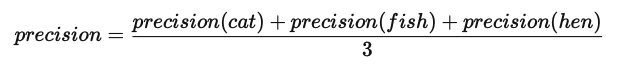 precision = precision(cat) + precision(fish) + precision(hen)
3